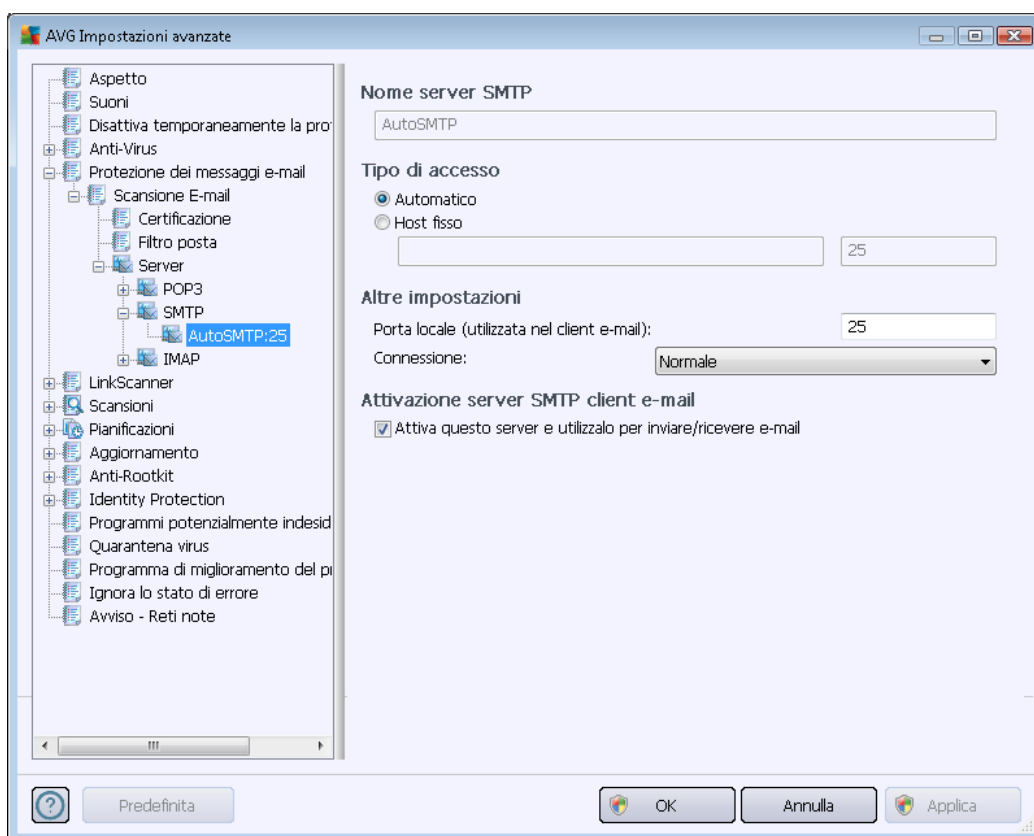 AVG Impostazioni avanzate
Aspetto
Suoni
Disattiva temporaneamente la pro
Anti-Virus
Protezione dei messaggi e-mail
Scansione E-mail
Certificazione
Filtro posta
Server
POP3
SMTP
AutoSMTP:25
IMAP
LinkScanner
Scansioni
Pianificazioni
Aggiornamento
Anti-Rootkit
Identity Protection
Programmi potenzialmente indesid
Quarantena virus
Programma di miglioramento del pr
Ignora lo stato di errore
Avviso - Reti note
Nome server SMTP
AutoSMTP
Tipo di accesso
Automatico
Host fisso
25
Altre impostazioni
Porta locale (utilizzata nel client e-mail): 25
Connessione: Normale
Attivazione server SMTP client e-mail
Attiva questo server e utilizzalo per inviare/ricevere e-mail
Predefinita OK Annulla Applica